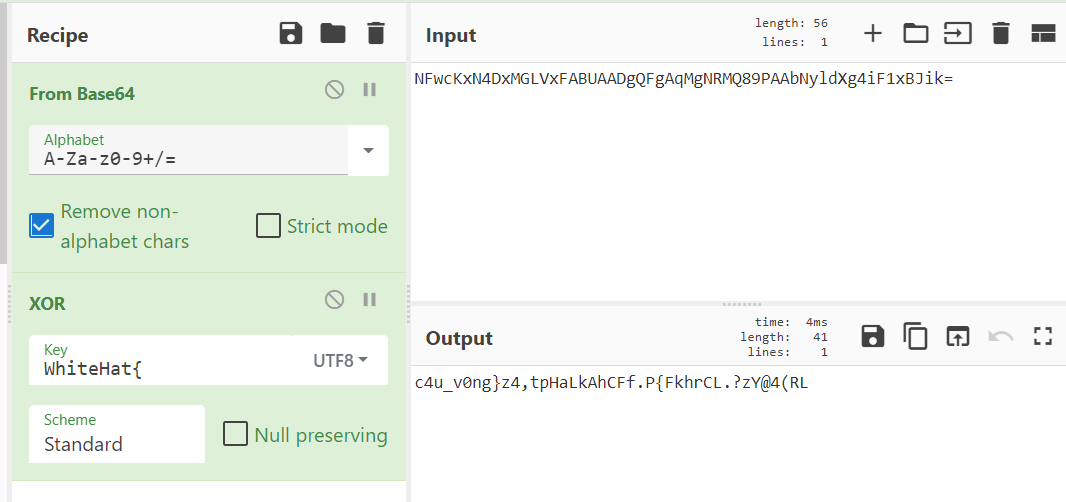 Recipe
From Base64
Alphabet
A-Za-z0-9+/=
Remove non-
alphabet chars
Strict mode
XOR
Key
WhiteHat{
UTF8
Scheme
Standard
Null preserving
Input
length: 56
lines: 1
NFwcKxN4DxMGLVxFABUAADgQFgAqMgNRMQ89PAAbNyldXg4iF1xBJik=
Output
time: 4ms
length: 41
lines: 1
c4u_v0ng}z4,tpHaLkAhCFf.P{FkhrCL.?zY@4(RL